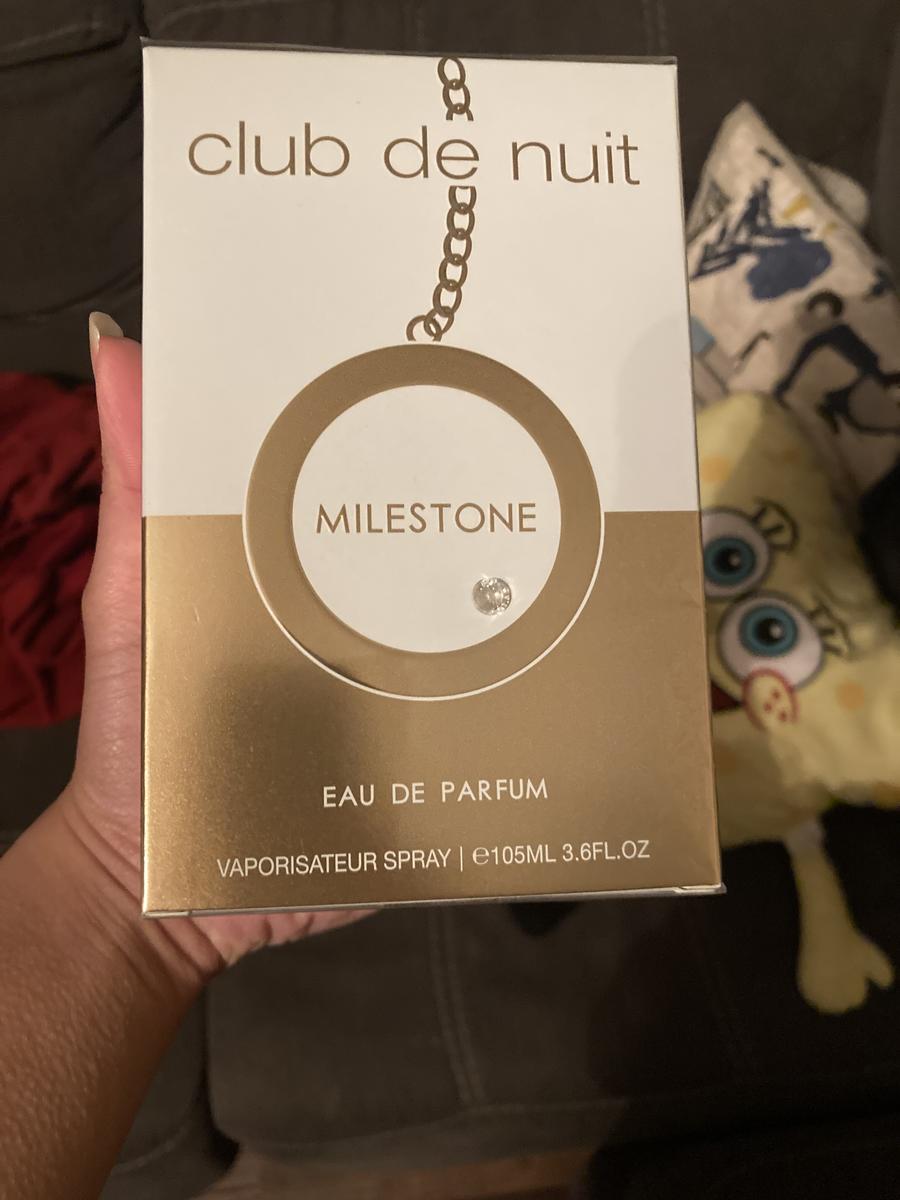 club de nuit
MILESTONE
EAU DE PARFUM
VAPORISATEUR SPRAY | ℮105ML 3.6FL.OZ